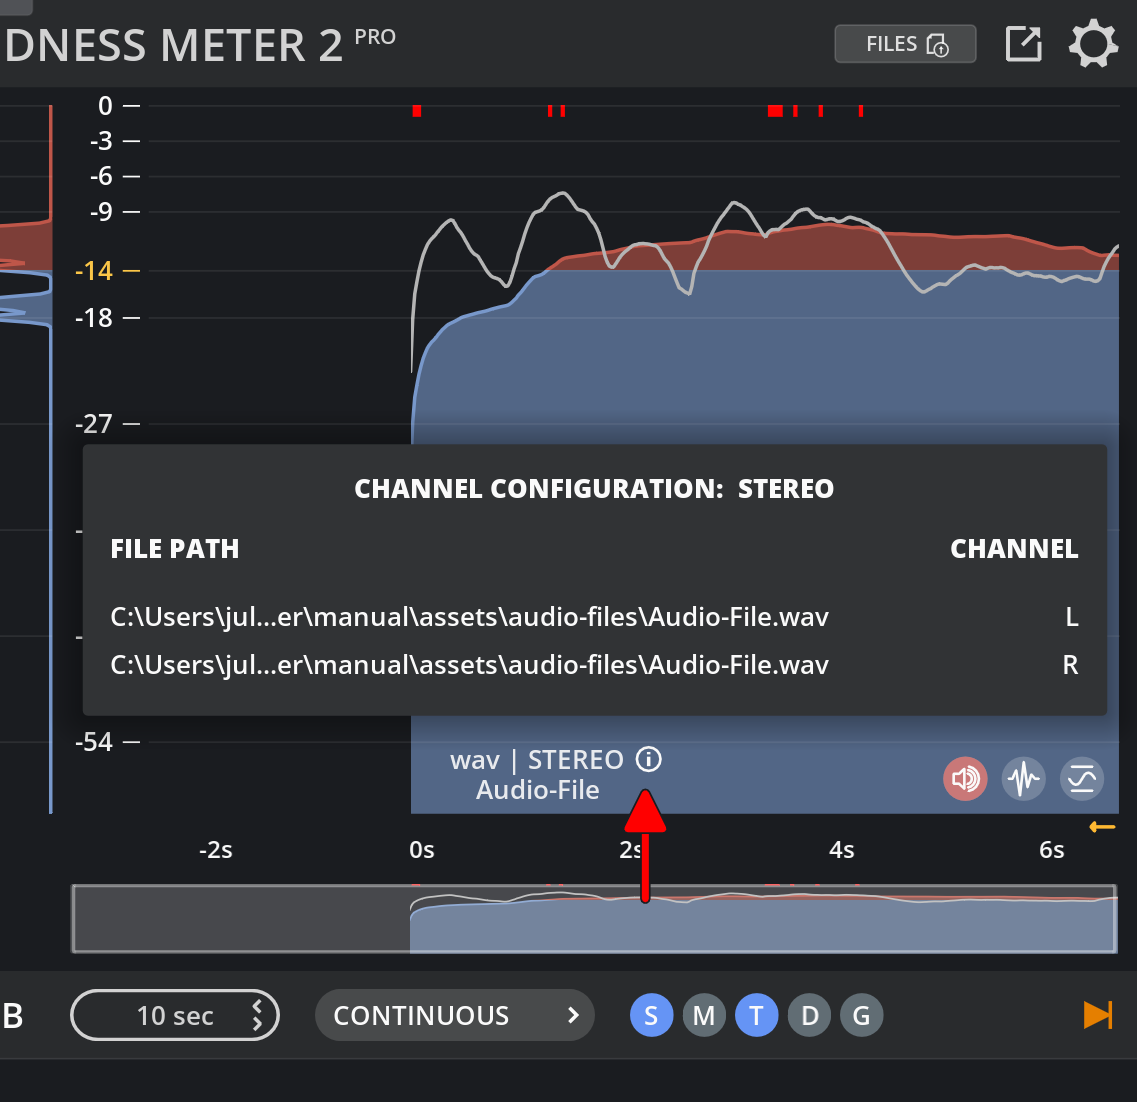 DNESS METER 2 PRO
FILES
0
-3
-6
-9
-14
-18
-27
CHANNEL CONFIGURATION: STEREO
FILE PATH CHANNEL
C:\Users\jul...er\manual\assets\audio-files\Audio-File.wav L
C:\Users\jul...er\manual\assets\audio-files\Audio-File.wav R
-54
wav | STEREO
Audio-File
-2s 0s 2s 4s 6s
B 10 sec CONTINUOUS S M T D G